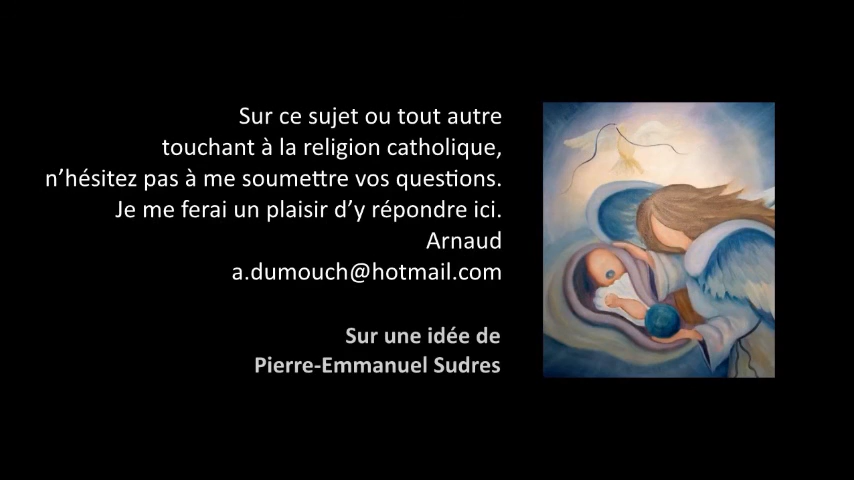 Sur ce sujet ou tout autre
touchant à la religion catholique,
n’hésitez pas à me soumettre vos questions.
Je me ferai un plaisir d’y répondre ici.
Arnaud
a.dumouch@hotmail.com
Sur une idée de
Pierre-Emmanuel Sudres